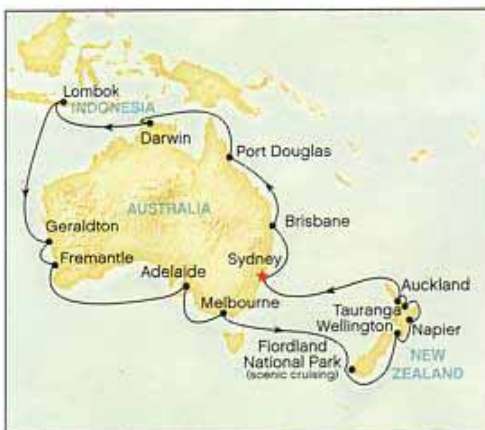 Lombok
INDONESIA
Darwin
Port Douglas
AUSTRALIA
Geraldton
Brisbane
Fremantle
Adelaide
Sydney
Melbourne
Auckland
Tauranga
Wellington
Napier
Fiordland
National Park
(scenic cruising)
NEW
ZEALAND